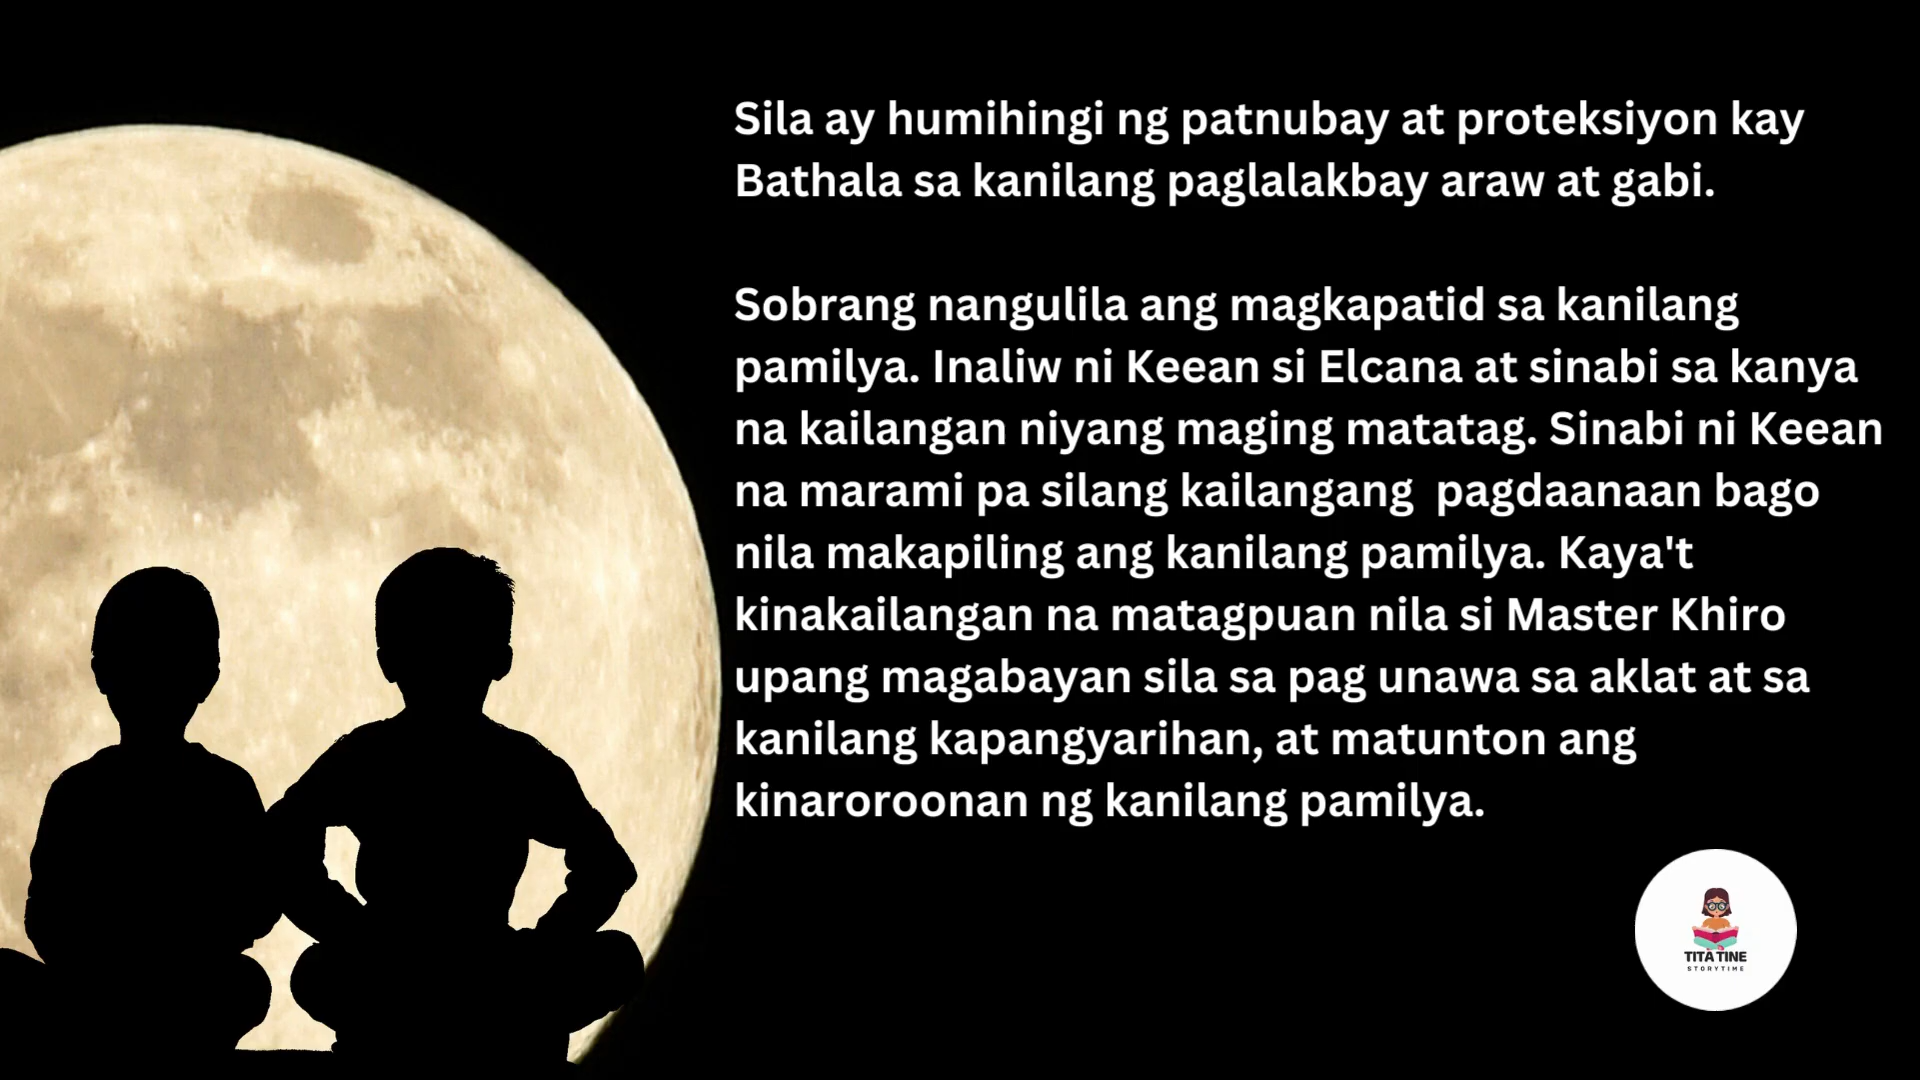 Sila ay humihingi ng patnubay at proteksiyon kay
Bathala sa kanilang paglalakbay araw at gabi.
Sobrang nangulila ang magkapatid sa kanilang
pamilya. Inaliw ni Keean si Elcana at sinabi sa kanya
na kailangan niyang maging matatag. Sinabi ni Keean
na marami pa silang kailangang  pagdaanaan bago
nila makapiling ang kanilang pamilya. Kaya't
kinakailangan na matagpuan nila si Master Khiro
upang magabayan sila sa pag unawa sa aklat at sa
kanilang kapangyarihan, at matunton ang
kinaroroonan ng kanilang pamilya.
TITA TINE
STORYTIME